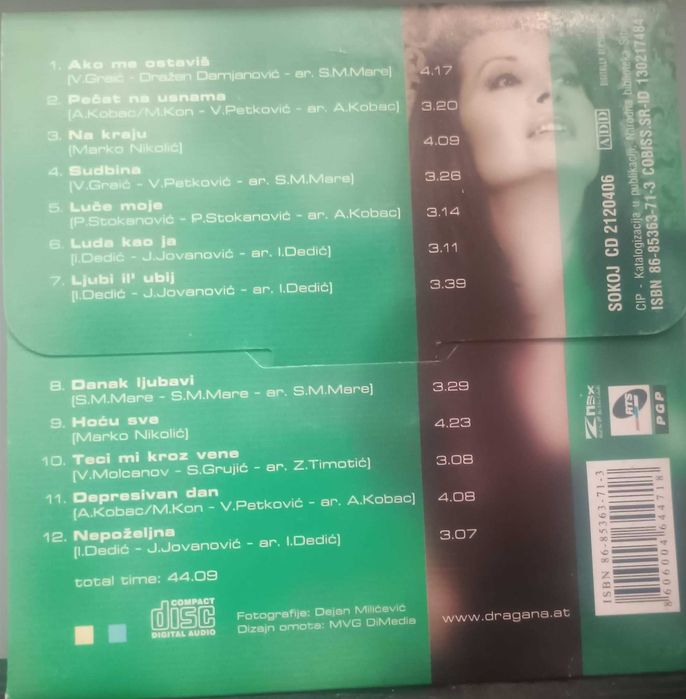 1. Ako me ostaviš 4.17
[V.Graić - Dražen Damjanović - ar. S.M.Mare]
2. Pečat na usnama 3.20
[A.Kobac/M.Kon - V.Petković - ar. A.Kobac]
3. Na kraju 4.09
[Marko Nikolić]
4. Sudbina 3.26
[V.Graić - V.Petković - ar. S.M.Mare]
5. Luče moje 3.14
[P.Stokanović - P.Stokanović - ar. A.Kobac]
6. Luda kao ja 3.11
[I.Dedić - J.Jovanović - ar. I.Dedić]
7. Ljubi il' ubij 3.39
[I.Dedić - J.Jovanović - ar. I.Dedić]
8. Danak ljubavi 3.29
[S.M.Mare - S.M.Mare - ar. S.M.Mare]
9. Hoću sve 4.23
[Marko Nikolić]
10. Teci mi kroz vene 3.08
[V.Molcanov - S.Grujić - ar. Z.Timotić]
11. Depresivan dan 4.08
[A.Kobac/M.Kon - V.Petković - ar. A.Kobac]
12. Nepoželjna 3.07
[I.Dedić - J.Jovanović - ar. I.Dedić]
total time: 44.09
COMPACT
disc
DIGITAL AUDIO
Fotografije: Dejan Milićević
Dizajn omota: MVG DiMedia
www.dragana.at
SOKOJ CD 2120406
ADD
CIP - Katalogizacija u publikaciji, Narodna biblioteka
ISBN 86-85363-71-3 COBISS.SR-ID 130217484
RTS
PGP
ISBN 86-85363-71-3
8606004644718